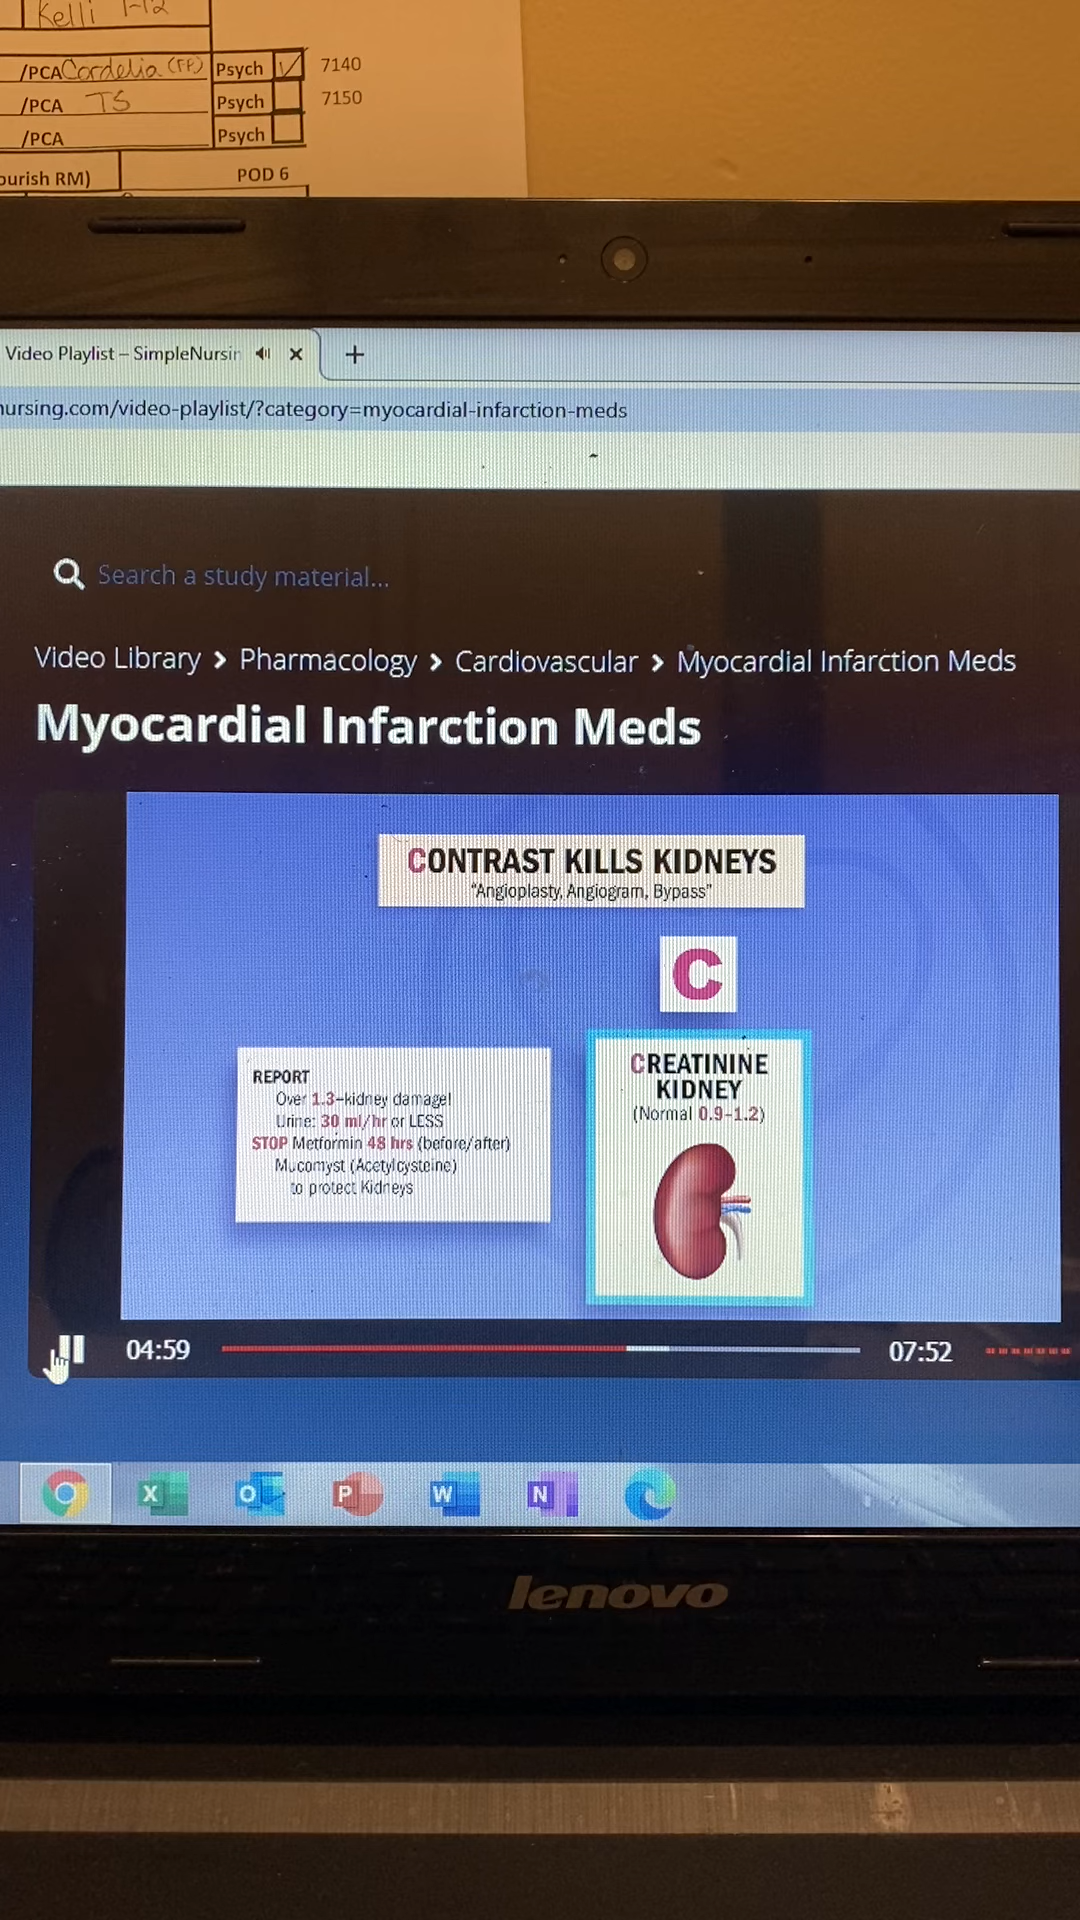 Kelli 1-12
/PCA Cordelia (FP) Psych 7140
/PCA TS Psych 7150
/PCA Psych
ourish RM) POD 6
Video Playlist – SimpleNursin
nursing.com/video-playlist/?category=myocardial-infarction-meds
Search a study material...
Video Library > Pharmacology > Cardiovascular > Myocardial Infarction Meds
Myocardial Infarction Meds
CONTRAST KILLS KIDNEYS
"Angioplasty, Angiogram, Bypass"
C
REPORT
Over 1.3–kidney damage!
Urine: 30 ml/hr or LESS
STOP Metformin 48 hrs (before/after)
Mucomyst (Acetylcysteine)
to protect Kidneys
CREATININE
KIDNEY
(Normal 0.9–1.2)
04:59 07:52
X O P W N
lenovo